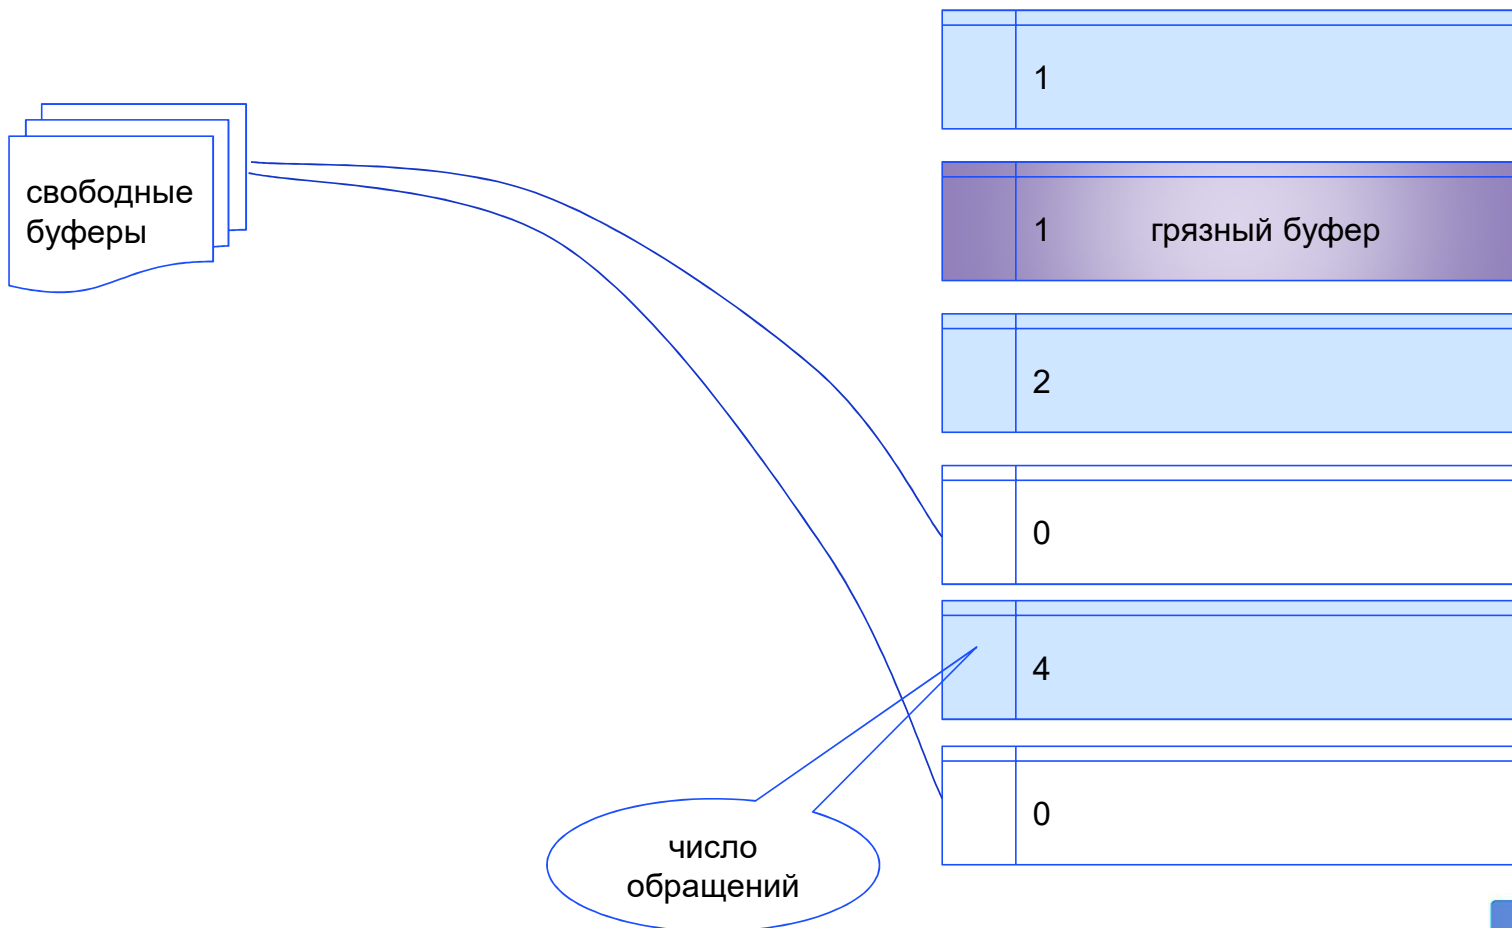 1
свободные
буферы
1 грязный буфер
2
0
4
0
число
обращений